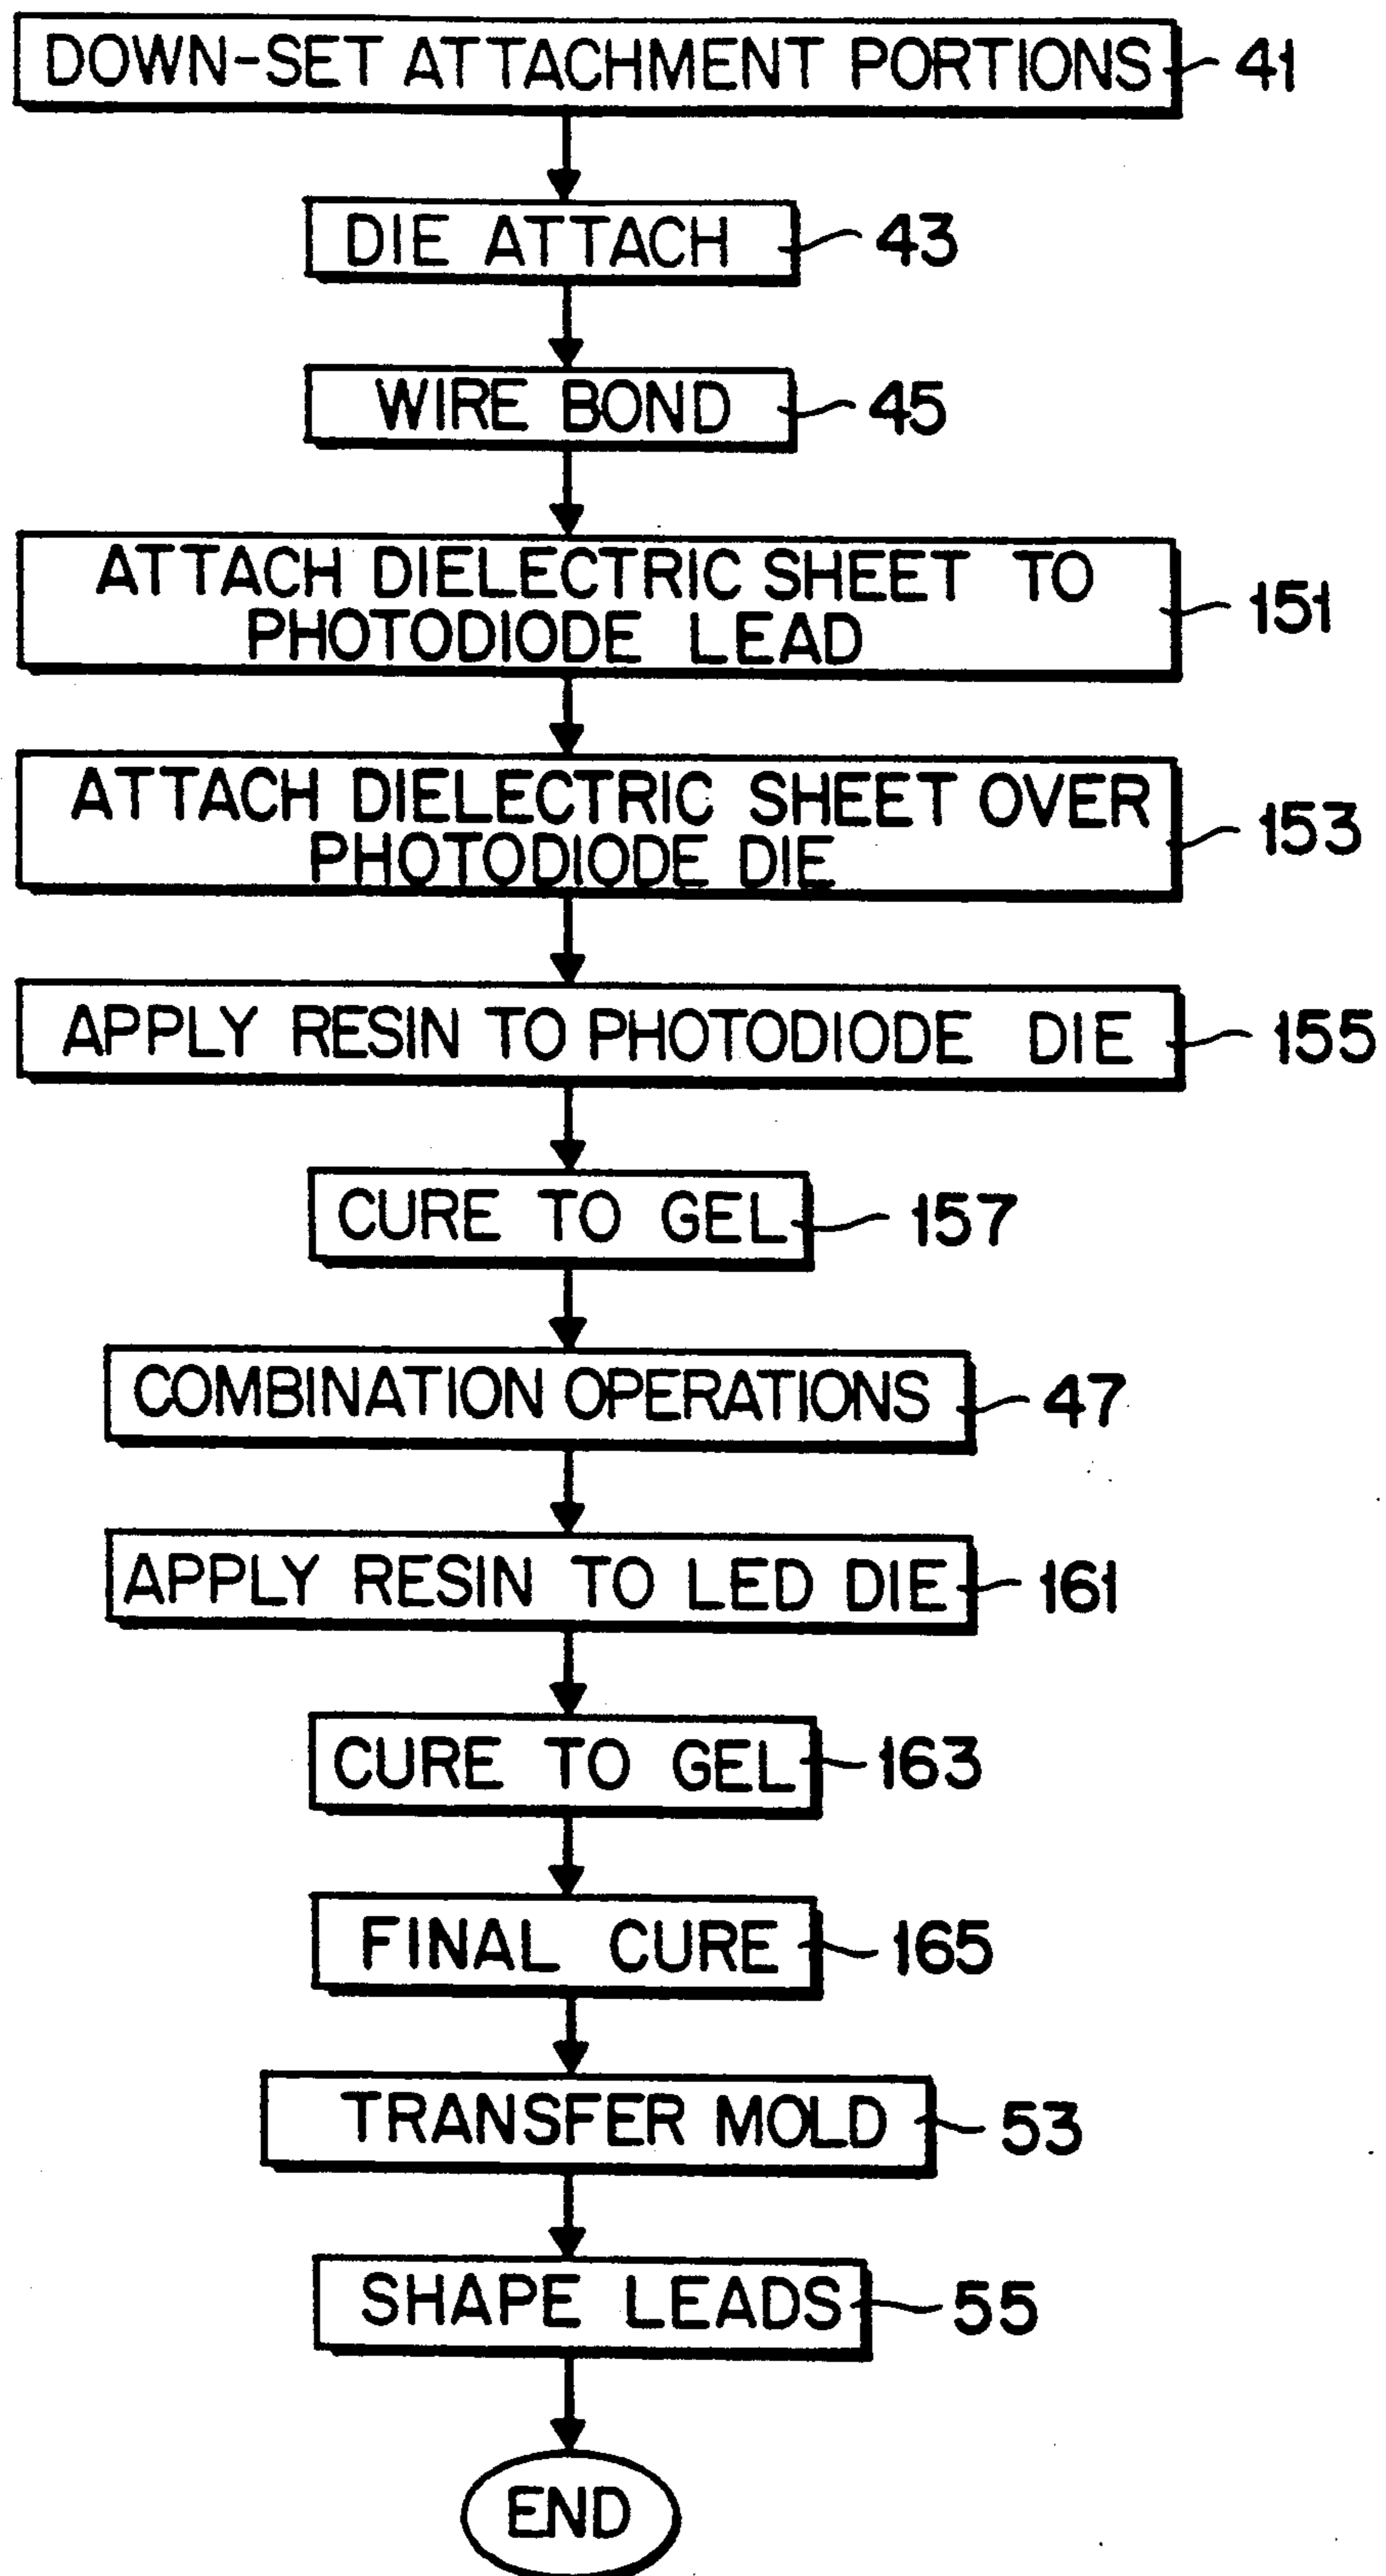 DOWN-SET ATTACHMENT PORTIONS 41
DIE ATTACH 43
WIRE BOND 45
ATTACH DIELECTRIC SHEET TO
PHOTODIODE LEAD 151
ATTACH DIELECTRIC SHEET OVER
PHOTODIODE DIE 153
APPLY RESIN TO PHOTODIODE DIE 155
CURE TO GEL 157
COMBINATION OPERATIONS 47
APPLY RESIN TO LED DIE 161
CURE TO GEL 163
FINAL CURE 165
TRANSFER MOLD 53
SHAPE LEADS 55
END